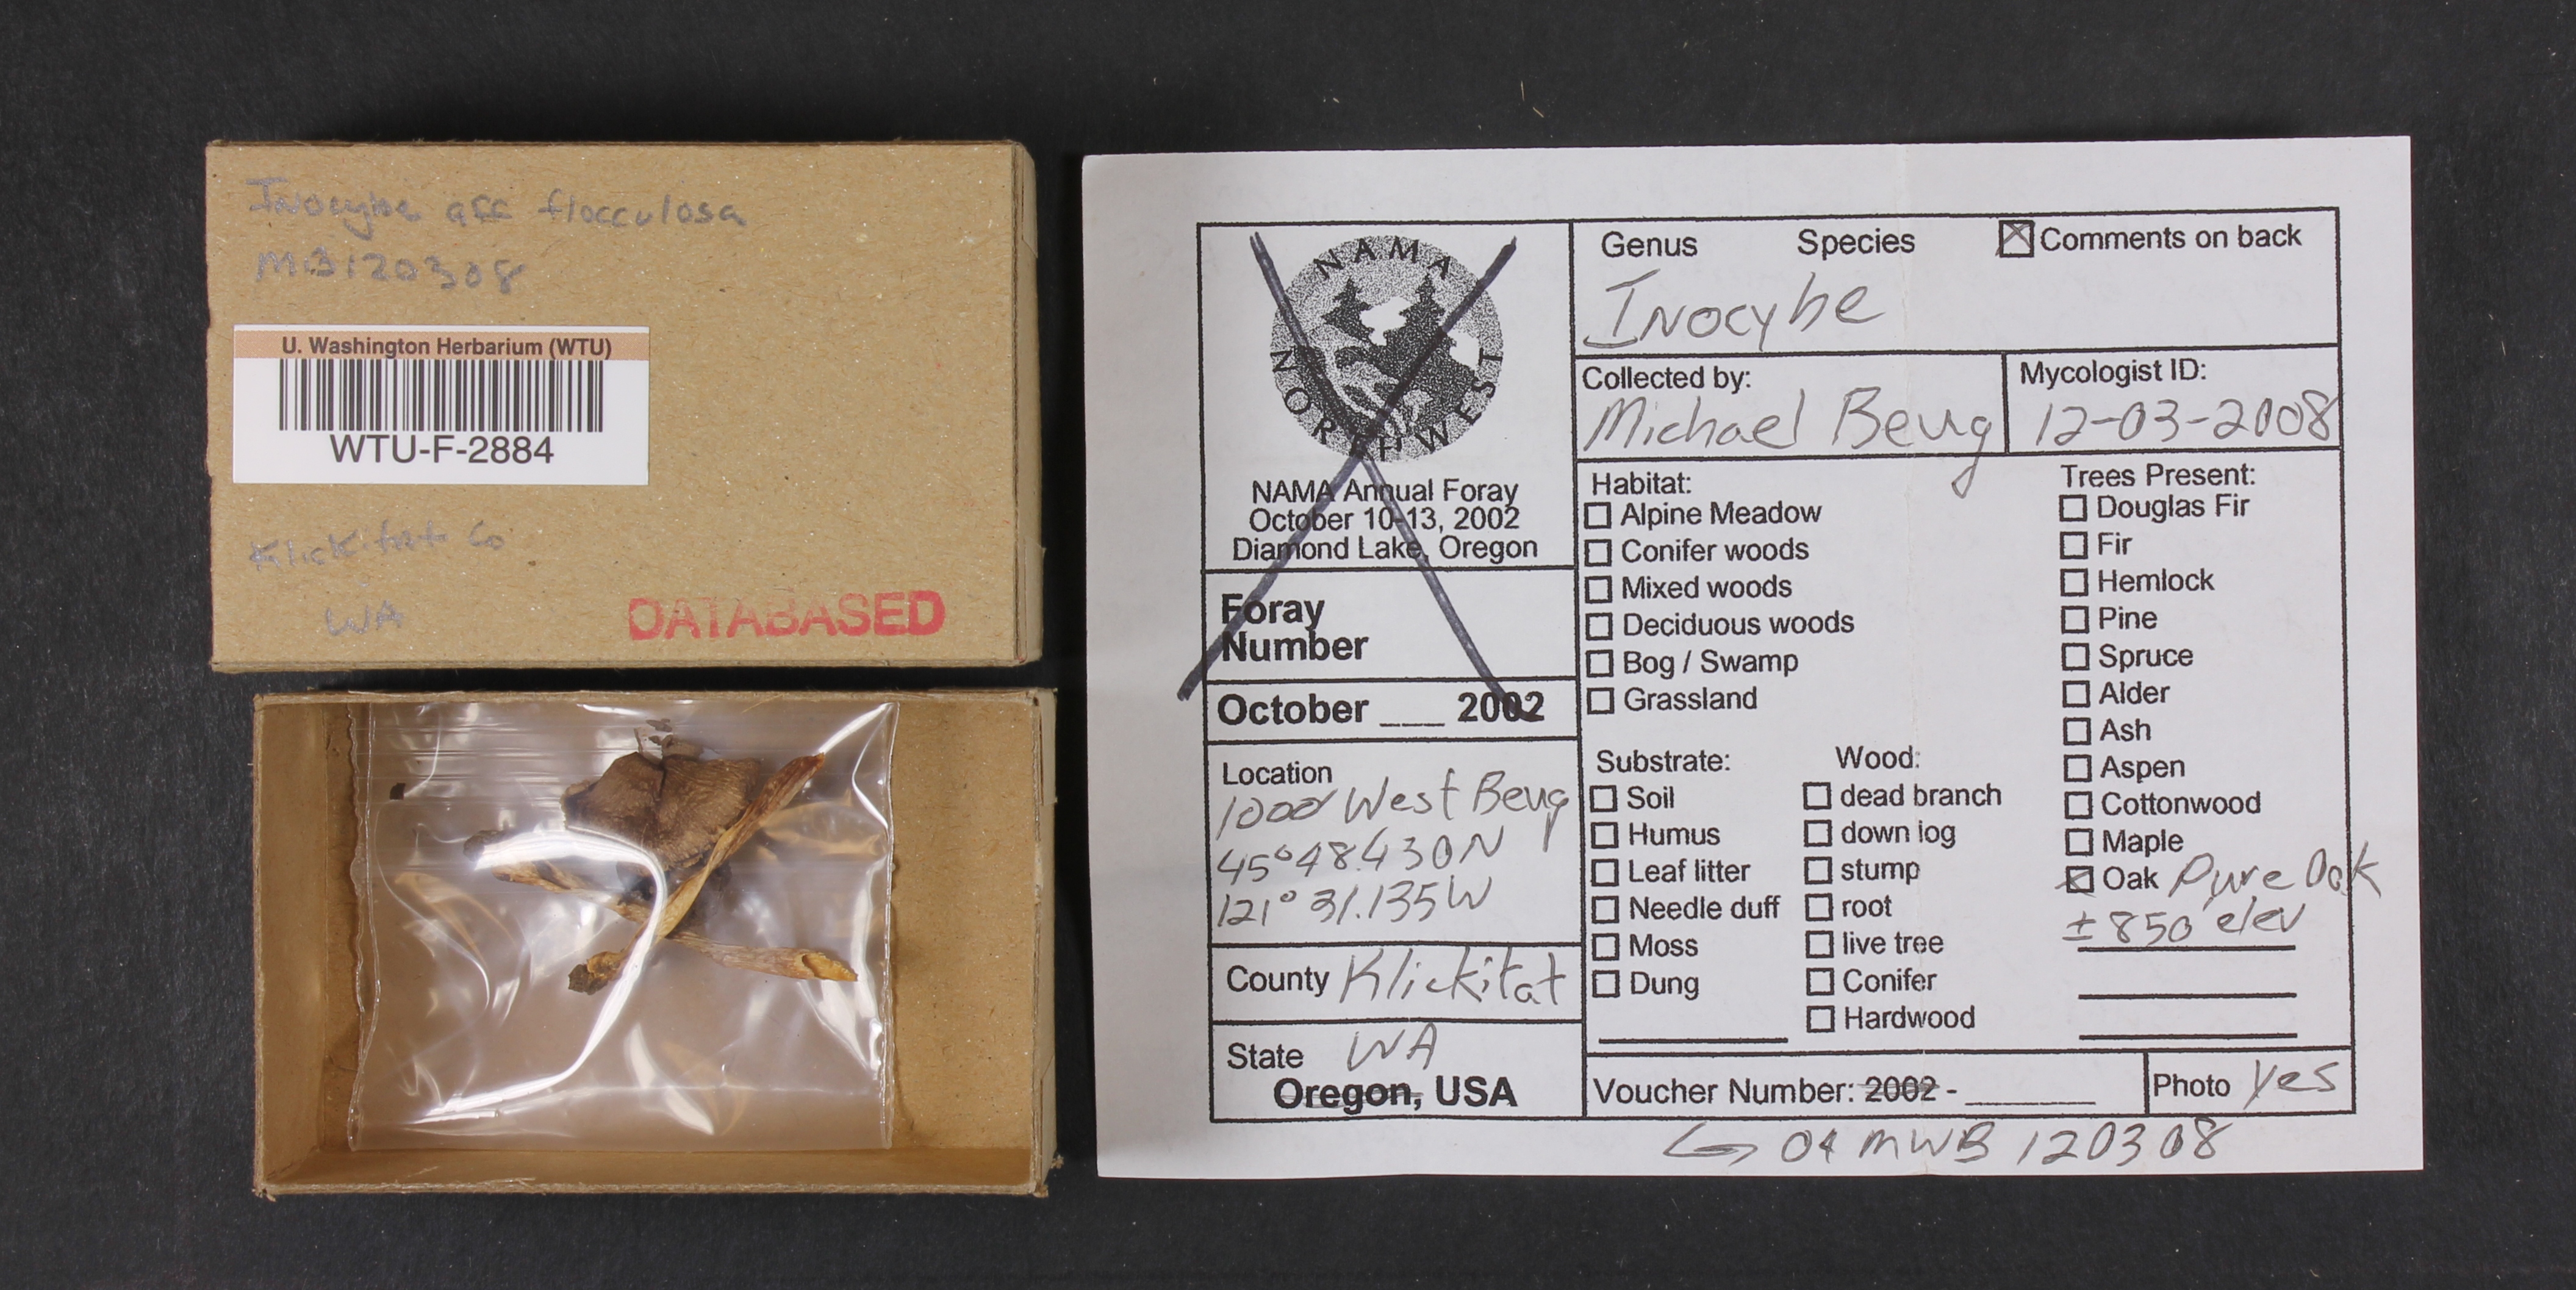 Inocybe aff flocculosa
MB120308
U. Washington Herbarium (WTU)
WTU-F-2884
Klickitat Co
WA
DATABASED
NAMA
NORTHWEST
NAMA Annual Foray
October 10-13, 2002
Diamond Lake, Oregon
Foray
Number
October ___ 2002
Location
West Beug
45°48.430N
121°31.135W
County Klickitat
State WA
Oregon, USA
Genus Species ☒ Comments on back
Inocybe
Collected by:
Michael Beug
Mycologist ID:
12-03-2008
Habitat:
☐ Alpine Meadow
☐ Conifer woods
☐ Mixed woods
☐ Deciduous woods
☐ Bog / Swamp
☐ Grassland
Substrate:
☐ Soil
☐ Humus
☐ Leaf litter
☐ Needle duff
☐ Moss
☐ Dung
Wood:
☐ dead branch
☐ down log
☐ stump
☐ root
☐ live tree
☐ Conifer
☐ Hardwood
Trees Present:
☐ Douglas Fir
☐ Fir
☐ Hemlock
☐ Pine
☐ Spruce
☐ Alder
☐ Ash
☐ Aspen
☐ Cottonwood
☐ Maple
☒ Oak Pure Oak
± 850' elev
Voucher Number: 2002 - ______
Photo Yes
MWB 120308